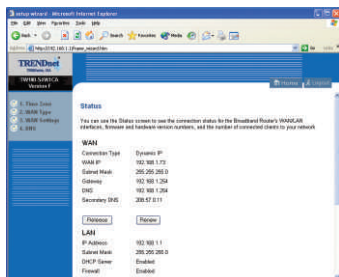 setup wizard - Microsoft Internet Explorer
File Edit View Favorites Tools Help
Back Search Favorites Media
TRENDnet
Version F
Home
1. Time Zone
2. WAN Type
3. WAN Settings
4. DNS
Status
You can see the Status screen to see the connection status for the Broadband Router's WAN/LAN
interfaces, firmware and hardware version numbers, and the number of connected clients to your network
WAN
Connection Type Dynamic IP
WAN IP 192.168.1.73
Subnet Mask 255.255.255.0
Gateway 192.168.1.254
DNS 192.168.1.254
Secondary DNS
Release Renew
LAN
IP Address 192.168.1.1
Subnet Mask 255.255.255.0
DHCP Server Enabled
Firewall Enabled